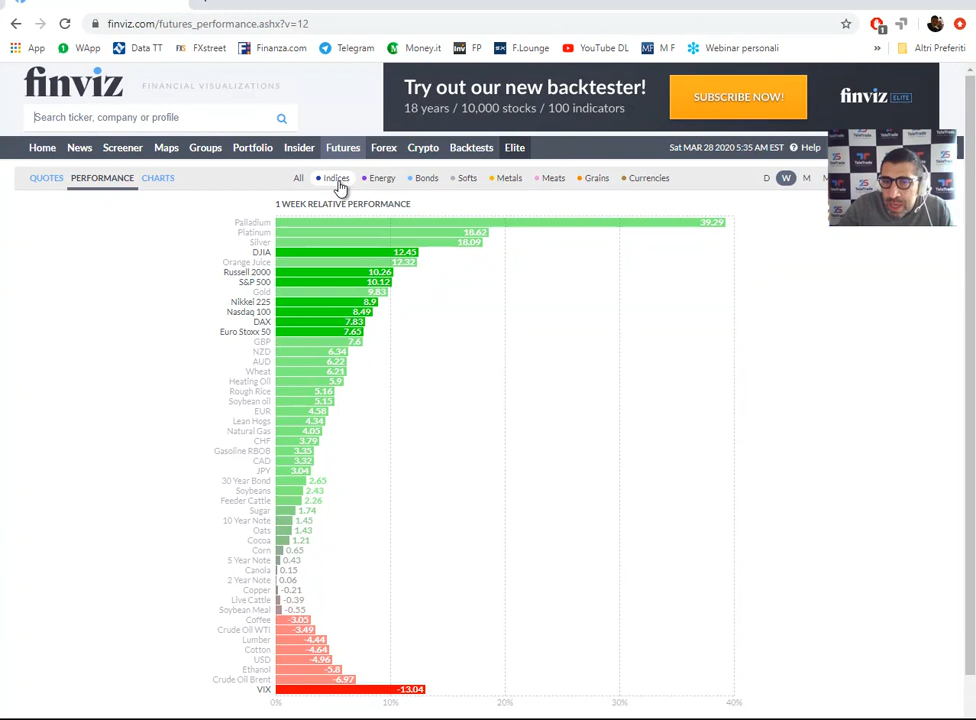 finviz.com/futures_performance.ashx?v=12
App WApp Data TT FXstreet Finanza.com Telegram Money.it FP F.Lounge YouTube DL M F Webinar personali » Altri Preferiti
finviz FINANCIAL VISUALIZATIONS
Try out our new backtester!
18 years / 10,000 stocks / 100 indicators
SUBSCRIBE NOW!
finviz ELITE
Search ticker, company or profile
Home News Screener Maps Groups Portfolio Insider Futures Forex Crypto Backtests Elite Sat MAR 28 2020 5:35 AM EST Help
QUOTES PERFORMANCE CHARTS All Indices Energy Bonds Softs Metals Meats Grains Currencies D W M
1 WEEK RELATIVE PERFORMANCE
Palladium 39.29
Platinum 18.62
Silver 18.09
DJIA 12.45
Orange Juice 12.32
Russell 2000 10.26
S&P 500 10.12
Gold 9.83
Nikkei 225 8.9
Nasdaq 100 8.49
DAX 7.83
Euro Stoxx 50 7.65
GBP 7.6
NZD 6.34
AUD 6.22
Wheat 6.21
Heating Oil 5.9
Rough Rice 5.16
Soybean oil 5.15
EUR 4.58
Lean Hogs 4.34
Natural Gas 4.05
CHF 3.79
Gasoline RBOB 3.35
CAD 3.32
JPY 3.04
30 Year Bond 2.65
Soybeans 2.43
Feeder Cattle 2.26
Sugar 1.74
10 Year Note 1.45
Oats 1.43
Cocoa 1.21
Corn 0.65
5 Year Note 0.43
Canola 0.15
2 Year Note 0.06
Copper -0.21
Live Cattle -0.39
Soybean Meal -0.55
Coffee -3.05
Crude Oil WTI -3.49
Lumber -4.44
Cotton -4.64
USD -4.96
Ethanol -5.8
Crude Oil Brent -6.97
VIX -13.04
0% 10% 20% 30% 40%